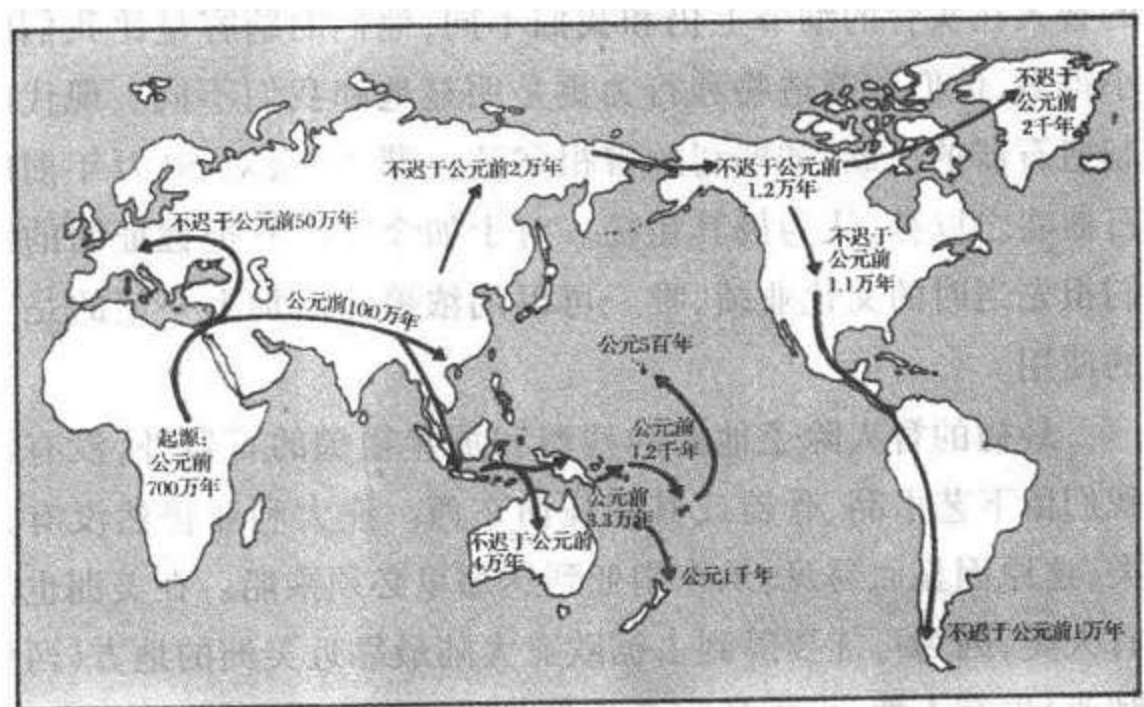 不迟于
公元前
2千年
不迟于公元前2万年
不迟于公元前
1.2万年
不迟于公元前50万年
不迟于
公元前
1.1万年
公元前100万年
公元5百年
公元前
1.2千年
起源：
公元前
700万年
公元前
3.3万年
不迟于公元前
4万年
公元1千年
不迟于公元前1万年